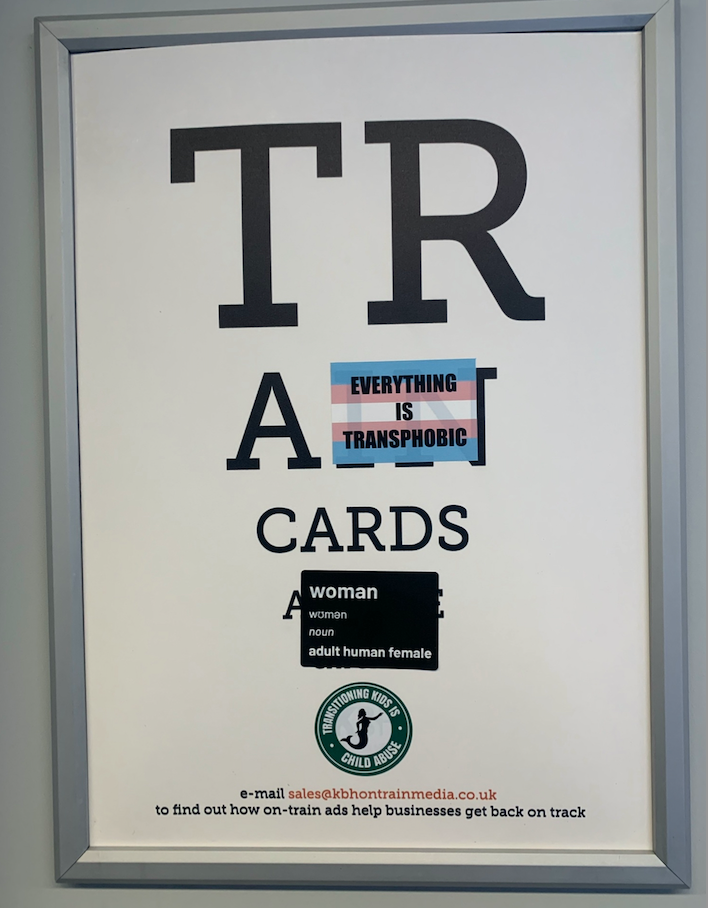 TR
A
EVERYTHING
IS
TRANSPHOBIC
CARDS
woman
wʊmən
noun
adult human female
TRANSITIONING KIDS IS
CHILD ABUSE
e-mail sales@kbhontrainmedia.co.uk
to find out how on-train ads help businesses get back on track